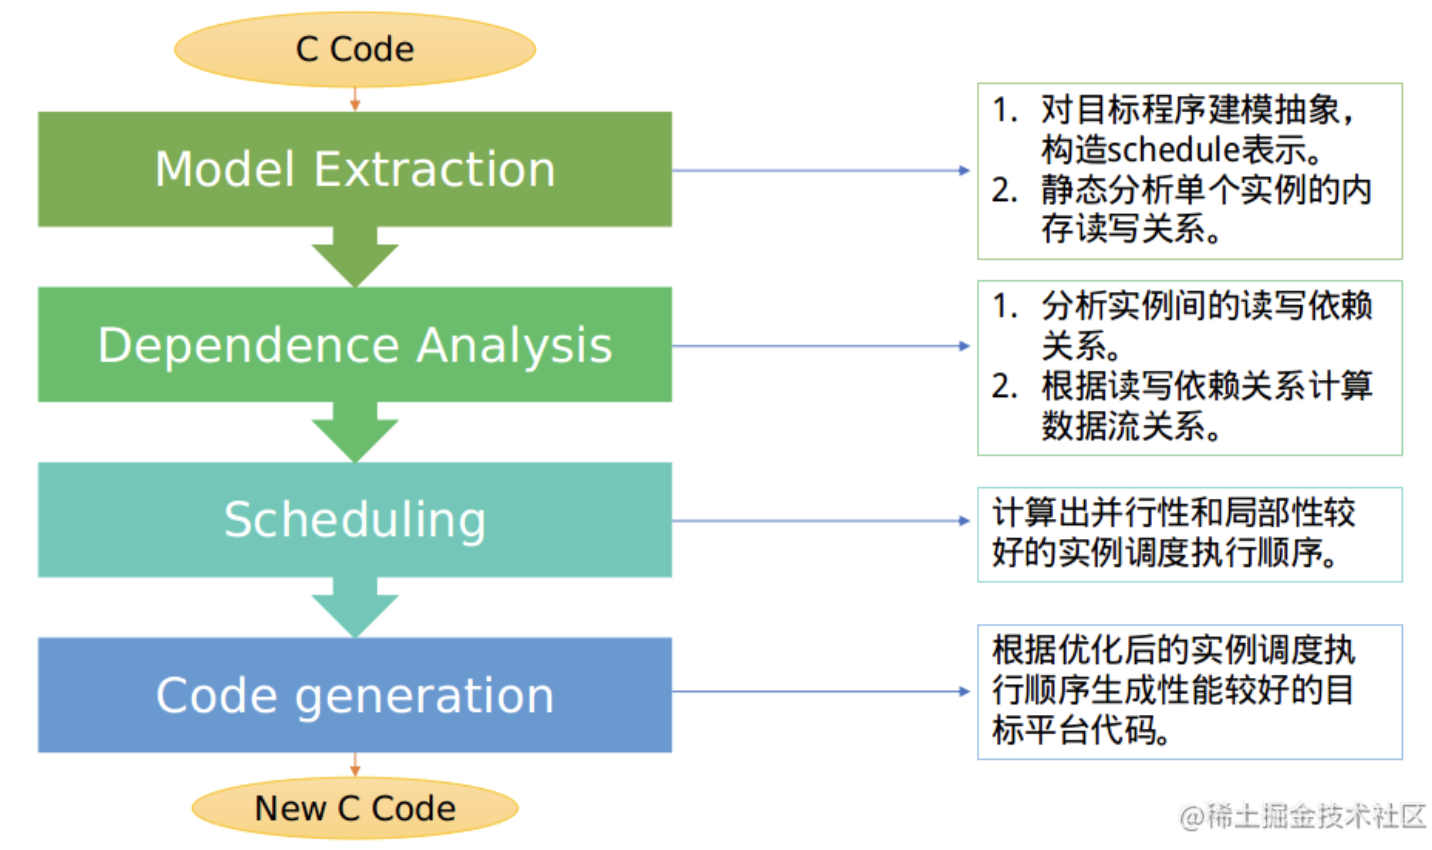 C Code
Model Extraction
1. 对目标程序建模抽象，
构造schedule表示。
2. 静态分析单个实例的内
存读写关系。
Dependence Analysis
1. 分析实例间的读写依赖
关系。
2. 根据读写依赖关系计算
数据流关系。
Scheduling
计算出并行性和局部性较
好的实例调度执行顺序。
Code generation
根据优化后的实例调度执
行顺序生成性能较好的目
标平台代码。
New C Code
@稀土掘金技术社区